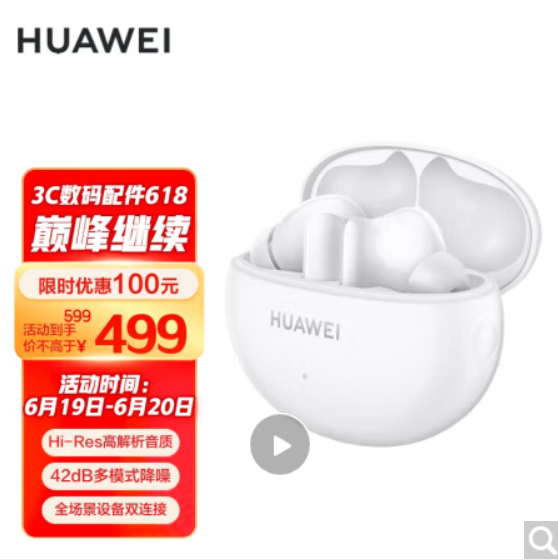 HUAWEI
3C数码配件618
巅峰继续
限时优惠100元
599
活动到手
价不高于¥499
HUAWEI
活动时间：
6月19日-6月20日
Hi-Res高解析音质
42dB多模式降噪
全场景设备双连接